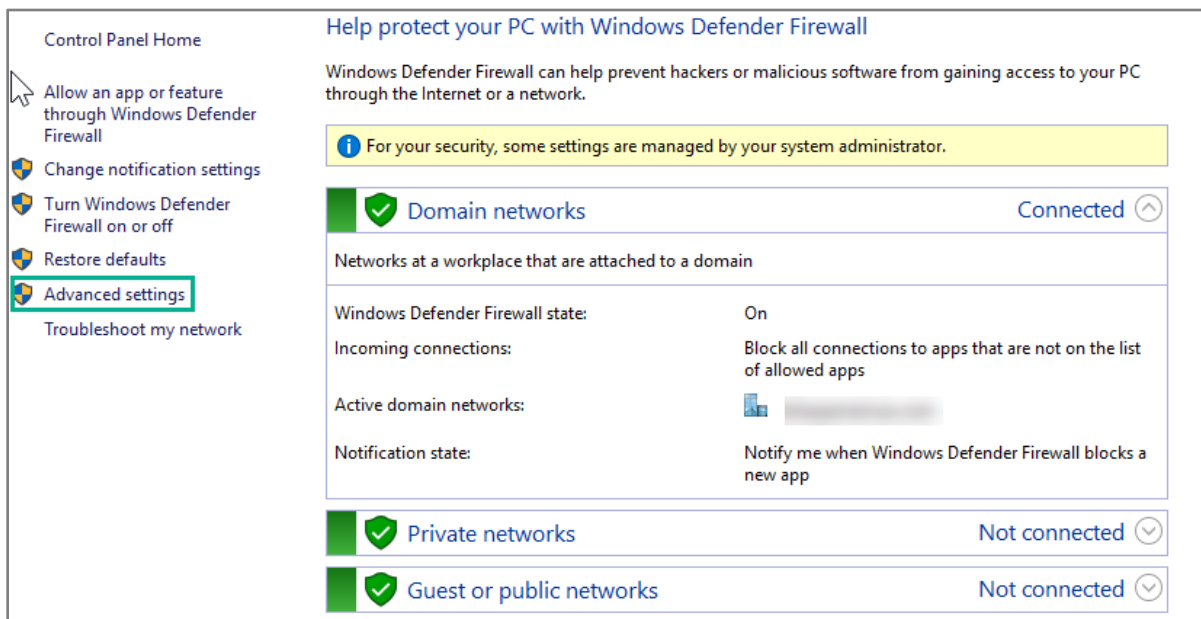 Control Panel Home
Allow an app or feature
through Windows Defender
Firewall
Change notification settings
Turn Windows Defender
Firewall on or off
Restore defaults
Advanced settings
Troubleshoot my network
Help protect your PC with Windows Defender Firewall
Windows Defender Firewall can help prevent hackers or malicious software from gaining access to your PC
through the Internet or a network.
For your security, some settings are managed by your system administrator.
Domain networks Connected
Networks at a workplace that are attached to a domain
Windows Defender Firewall state: On
Incoming connections: Block all connections to apps that are not on the list
of allowed apps
Active domain networks:
Notification state: Notify me when Windows Defender Firewall blocks a
new app
Private networks Not connected
Guest or public networks Not connected